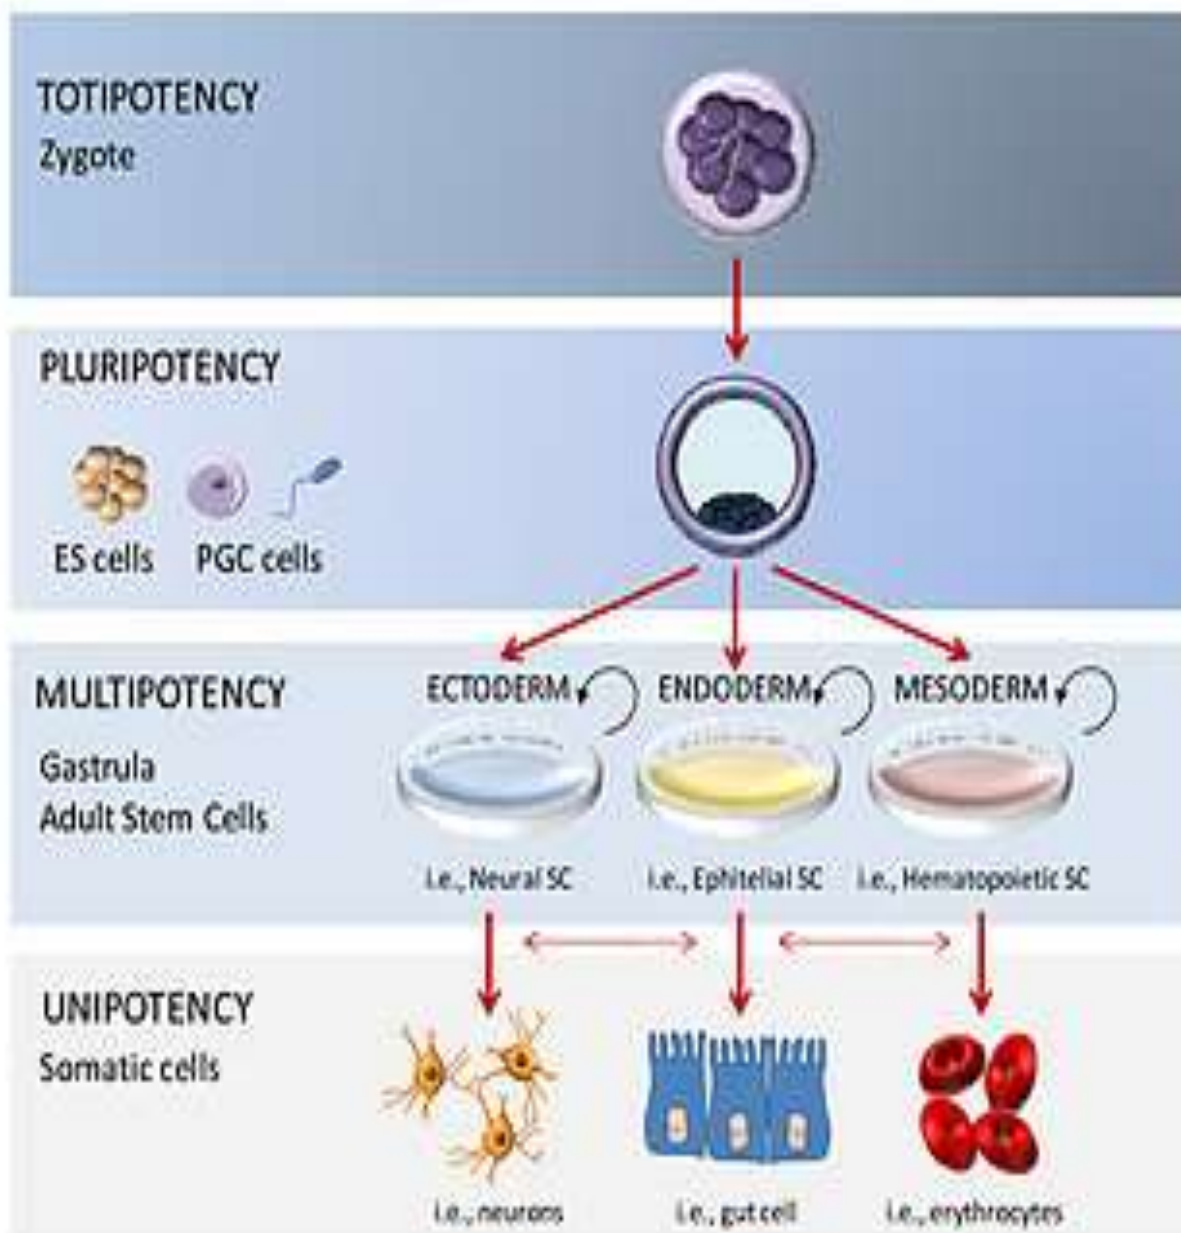 TOTIPOTENCY
Zygote
PLURIPOTENCY
ES cells
PGC cells
MULTIPOTENCY
Gastrula
Adult Stem Cells
ECTODERM
ENDODERM
MESODERM
i.e., Neural SC
i.e., Ephitelial SC
i.e., Hematopoietic SC
UNIPOTENCY
Somatic cells
i.e., neurons
i.e., gut cell
i.e., erythrocytes